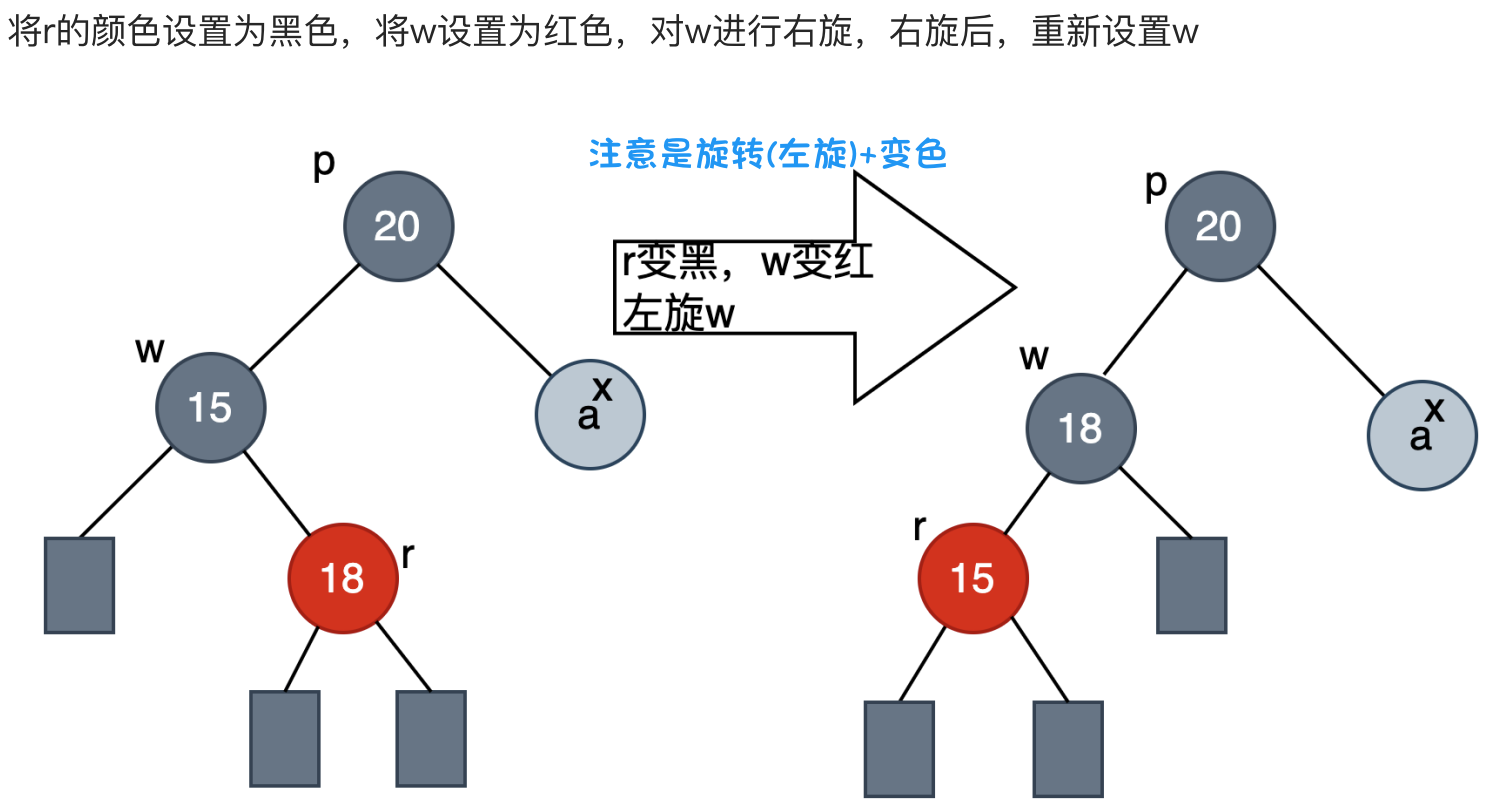 将r的颜色设置为黑色，将w设置为红色，对w进行右旋，右旋后，重新设置w
注意是旋转(左旋)+变色
p
20
p
20
r变黑，w变红
左旋w
w
15
x
a
w
18
x
a
18
r
r
15